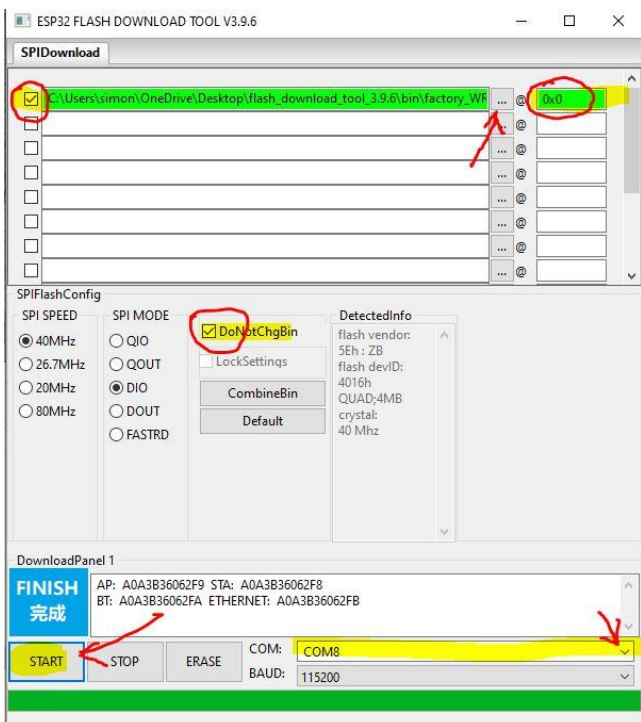 ESP32 FLASH DOWNLOAD TOOL V3.9.6
SPIDownload
C:\Users\simon\OneDrive\Desktop\flash_download_tool_3.9.6\bin\factory_WR ... @ 0x0
... @
... @
... @
... @
... @
... @
... @
SPIFlashConfig
SPI SPEED
40MHz
26.7MHz
20MHz
80MHz
SPI MODE
QIO
QOUT
DIO
DOUT
FASTRD
DoNotChgBin
LockSettings
CombineBin
Default
DetectedInfo
flash vendor:
5Eh : ZB
flash devID:
4016h
QUAD;4MB
crystal:
40 Mhz
DownloadPanel 1
FINISH
完成
AP: A0A3B36062F9 STA: A0A3B36062F8
BT: A0A3B36062FA ETHERNET: A0A3B36062FB
START
STOP
ERASE
COM: COM8
BAUD: 115200